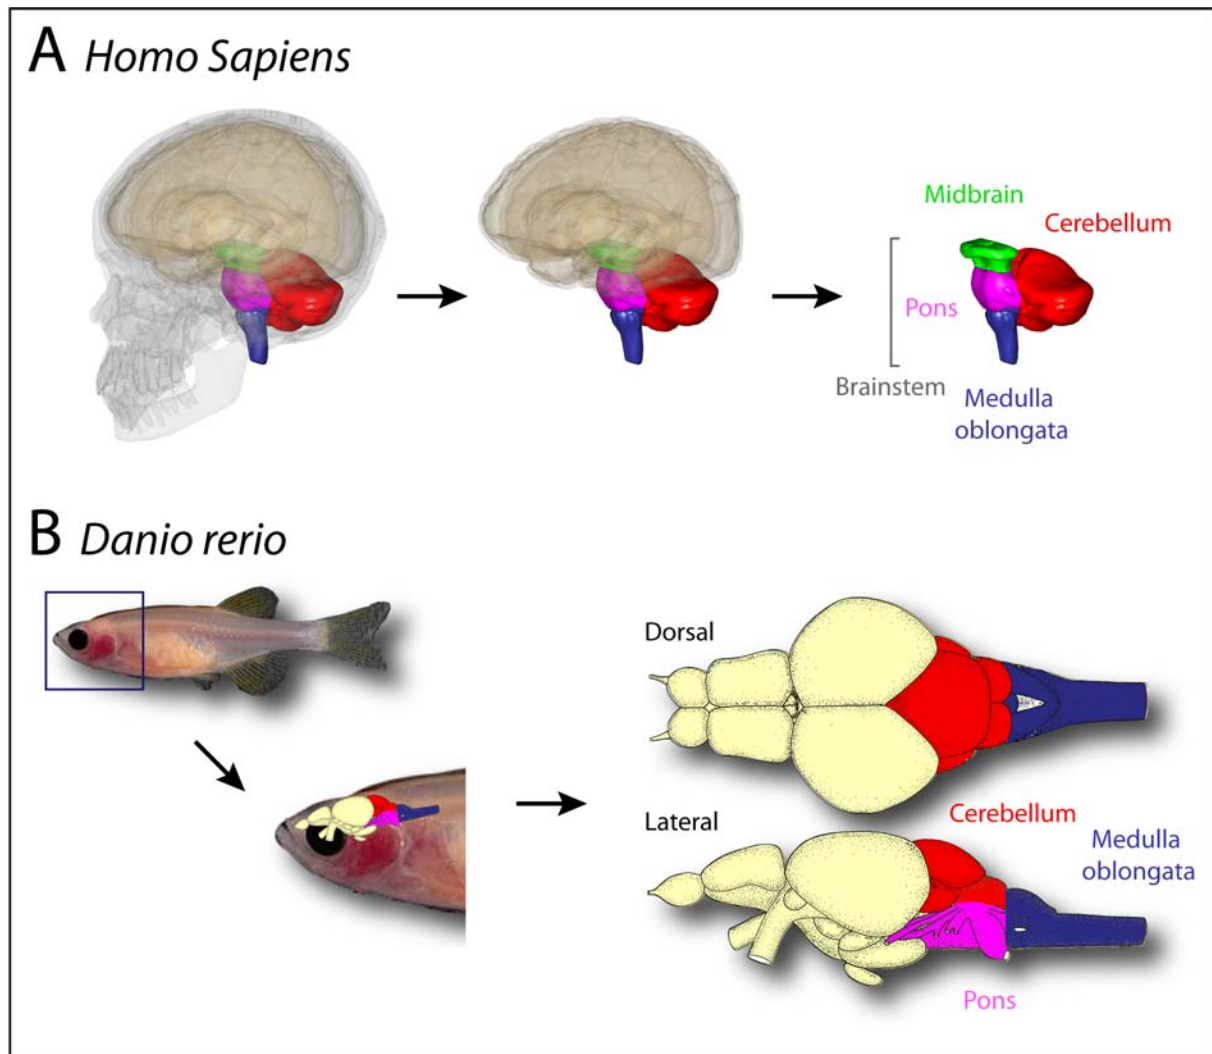 A Homo Sapiens
Midbrain
Cerebellum
Pons
Brainstem
Medulla
oblongata
B Danio rerio
Dorsal
Lateral
Cerebellum
Medulla
oblongata
Pons